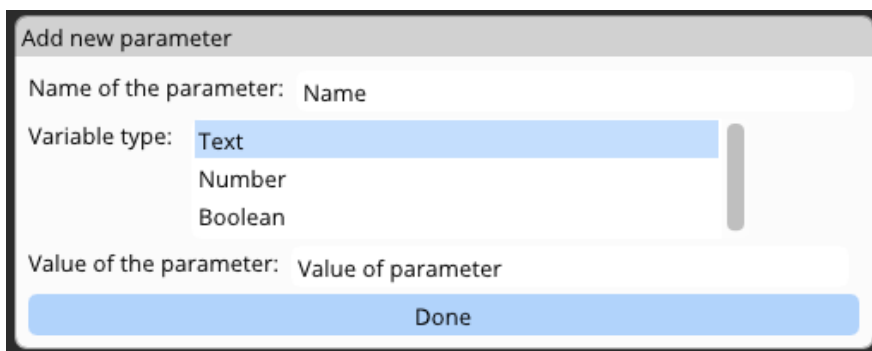 Add new parameter
Name of the parameter: Name
Variable type: Text
Number
Boolean
Value of the parameter: Value of parameter
Done